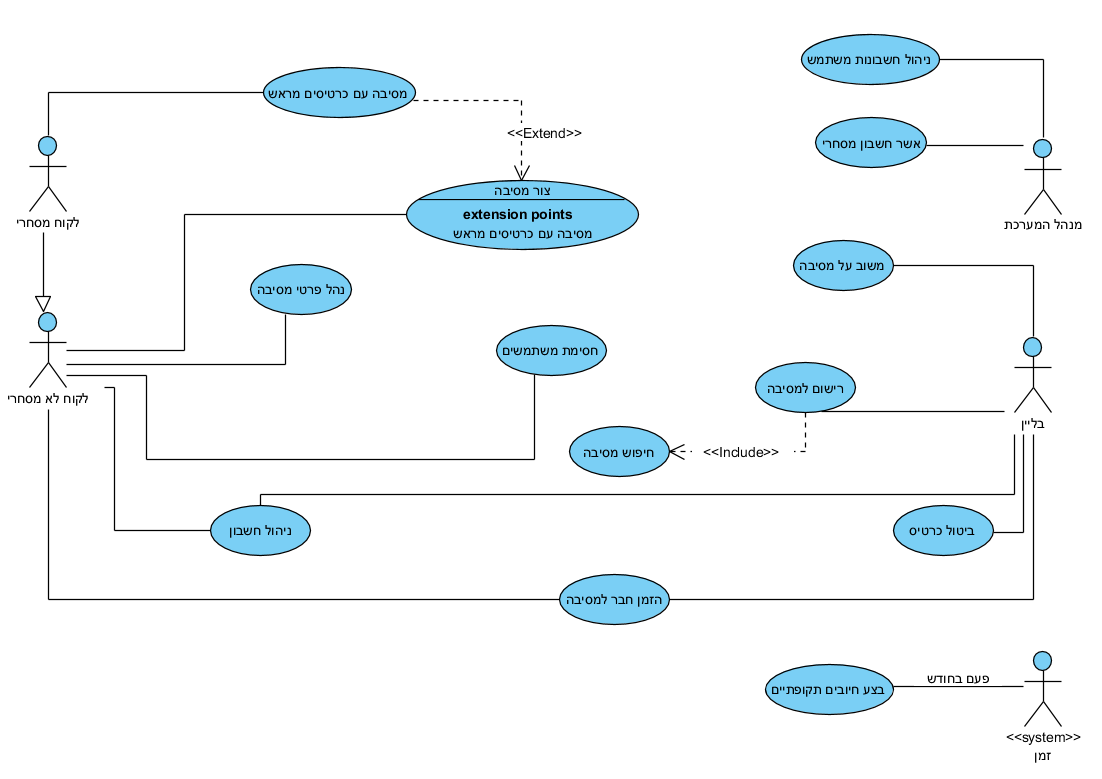 ניהול חשבונות משתמש
מסיבה עם כרטיסים מראש
<<Extend>>
אשר חשבון מסחרי
צור מסיבה
extension points
מסיבה עם כרטיסים מראש
לקוח מסחרי
מנהל המערכת
משוב על מסיבה
נהל פרטי מסיבה
חסימת משתמשים
רישום למסיבה
לקוח לא מסחרי
בליין
חיפוש מסיבה
<<Include>>
ניהול חשבון
ביטול כרטיס
הזמן חבר למסיבה
פעם בחודש
בצע חיובים תקופתיים
<<system>>
זמן